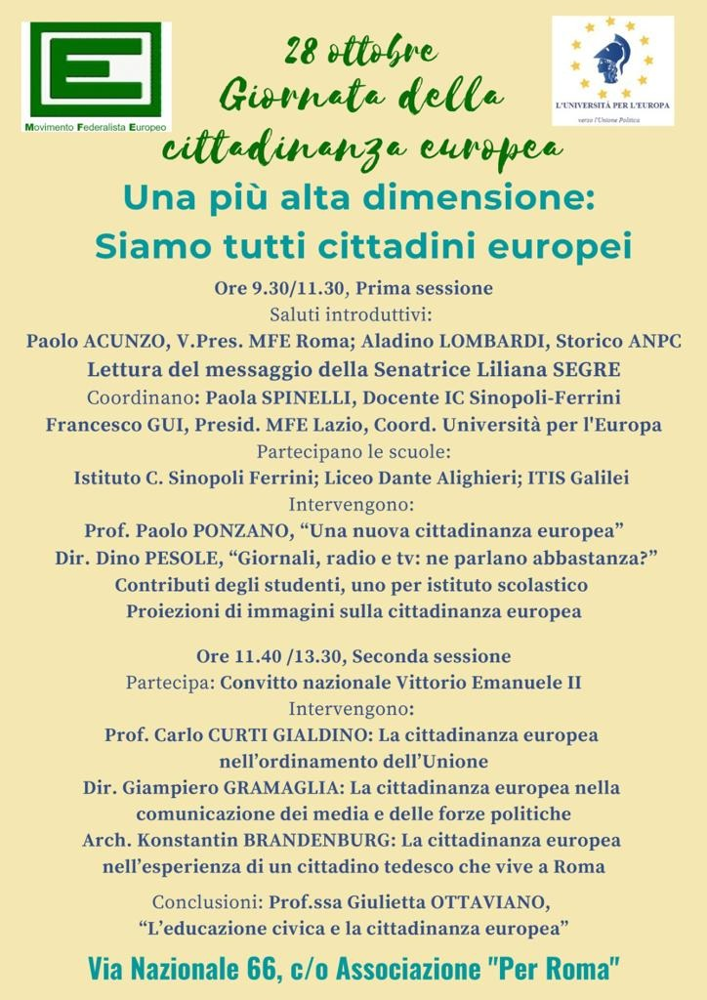 28 ottobre
Giornata della
cittadinanza europea
Movimento Federalista Europeo
L'UNIVERSITÁ PER L'EUROPA
verso l'Unione Politica
Una più alta dimensione:
Siamo tutti cittadini europei
Ore 9.30/11.30, Prima sessione
Saluti introduttivi:
Paolo ACUNZO, V.Pres. MFE Roma; Aladino LOMBARDI, Storico ANPC
Lettura del messaggio della Senatrice Liliana SEGRE
Coordinano: Paola SPINELLI, Docente IC Sinopoli-Ferrini
Francesco GUI, Presid. MFE Lazio, Coord. Università per l'Europa
Partecipano le scuole:
Istituto C. Sinopoli Ferrini; Liceo Dante Alighieri; ITIS Galilei
Intervengono:
Prof. Paolo PONZANO, “Una nuova cittadinanza europea”
Dir. Dino PESOLE, “Giornali, radio e tv: ne parlano abbastanza?”
Contributi degli studenti, uno per istituto scolastico
Proiezioni di immagini sulla cittadinanza europea
Ore 11.40 /13.30, Seconda sessione
Partecipa: Convitto nazionale Vittorio Emanuele II
Intervengono:
Prof. Carlo CURTI GIALDINO: La cittadinanza europea
nell’ordinamento dell’Unione
Dir. Giampiero GRAMAGLIA: La cittadinanza europea nella
comunicazione dei media e delle forze politiche
Arch. Konstantin BRANDENBURG: La cittadinanza europea
nell’esperienza di un cittadino tedesco che vive a Roma
Conclusioni: Prof.ssa Giulietta OTTAVIANO,
“L’educazione civica e la cittadinanza europea”
Via Nazionale 66, c/o Associazione "Per Roma"